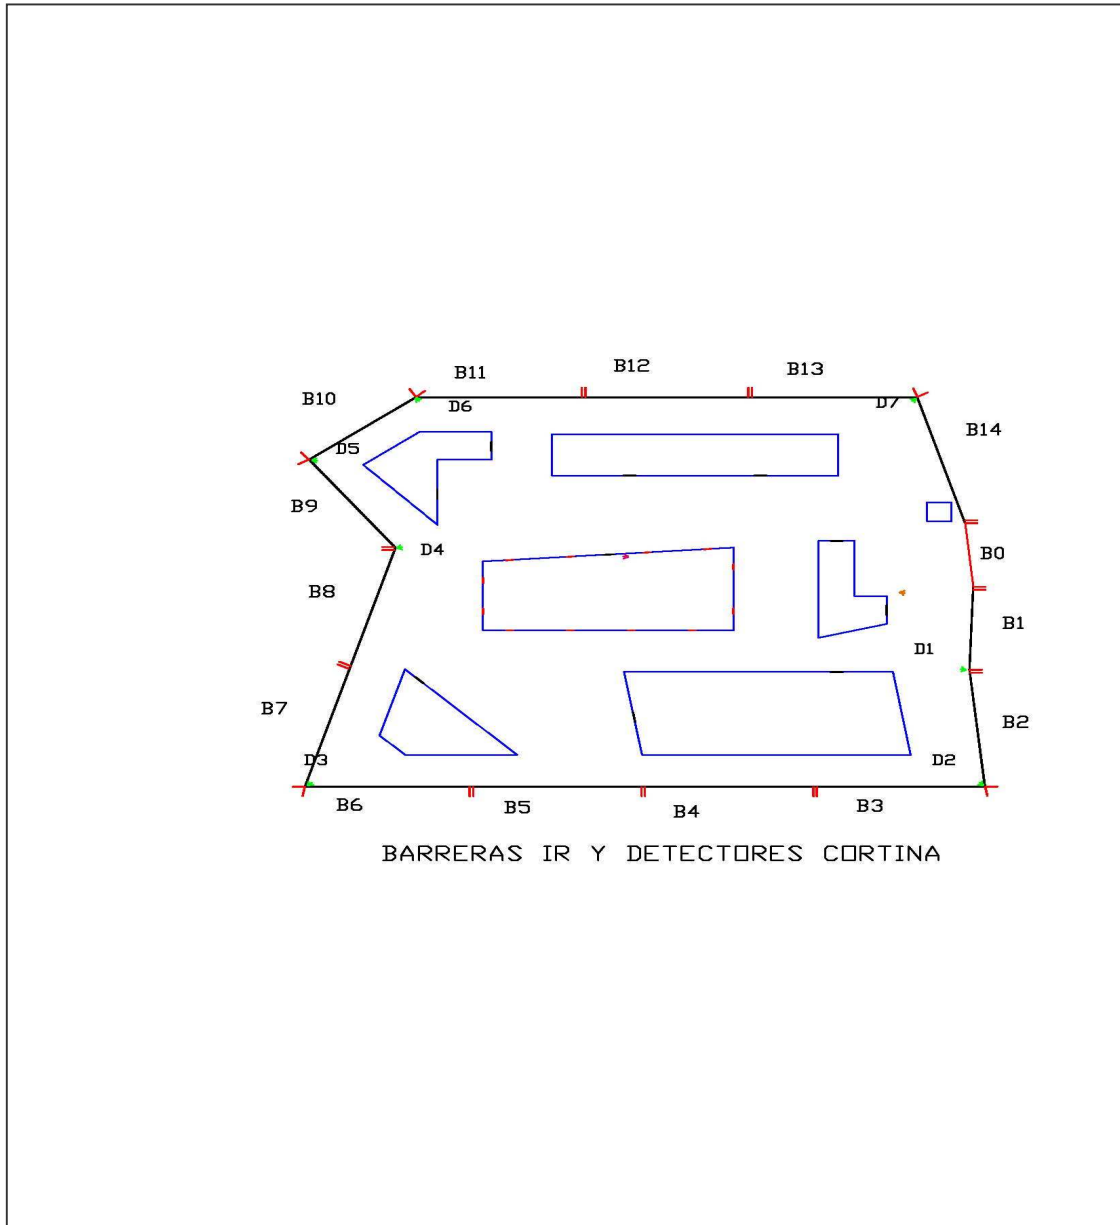 B12
B13
B11
B10
D6
D7
B14
D5
B9
D4
B0
B8
B1
D1
B7
B2
D3
D2
B6
B5
B4
B3
BARRERAS IR Y DETECTORES CORTINA